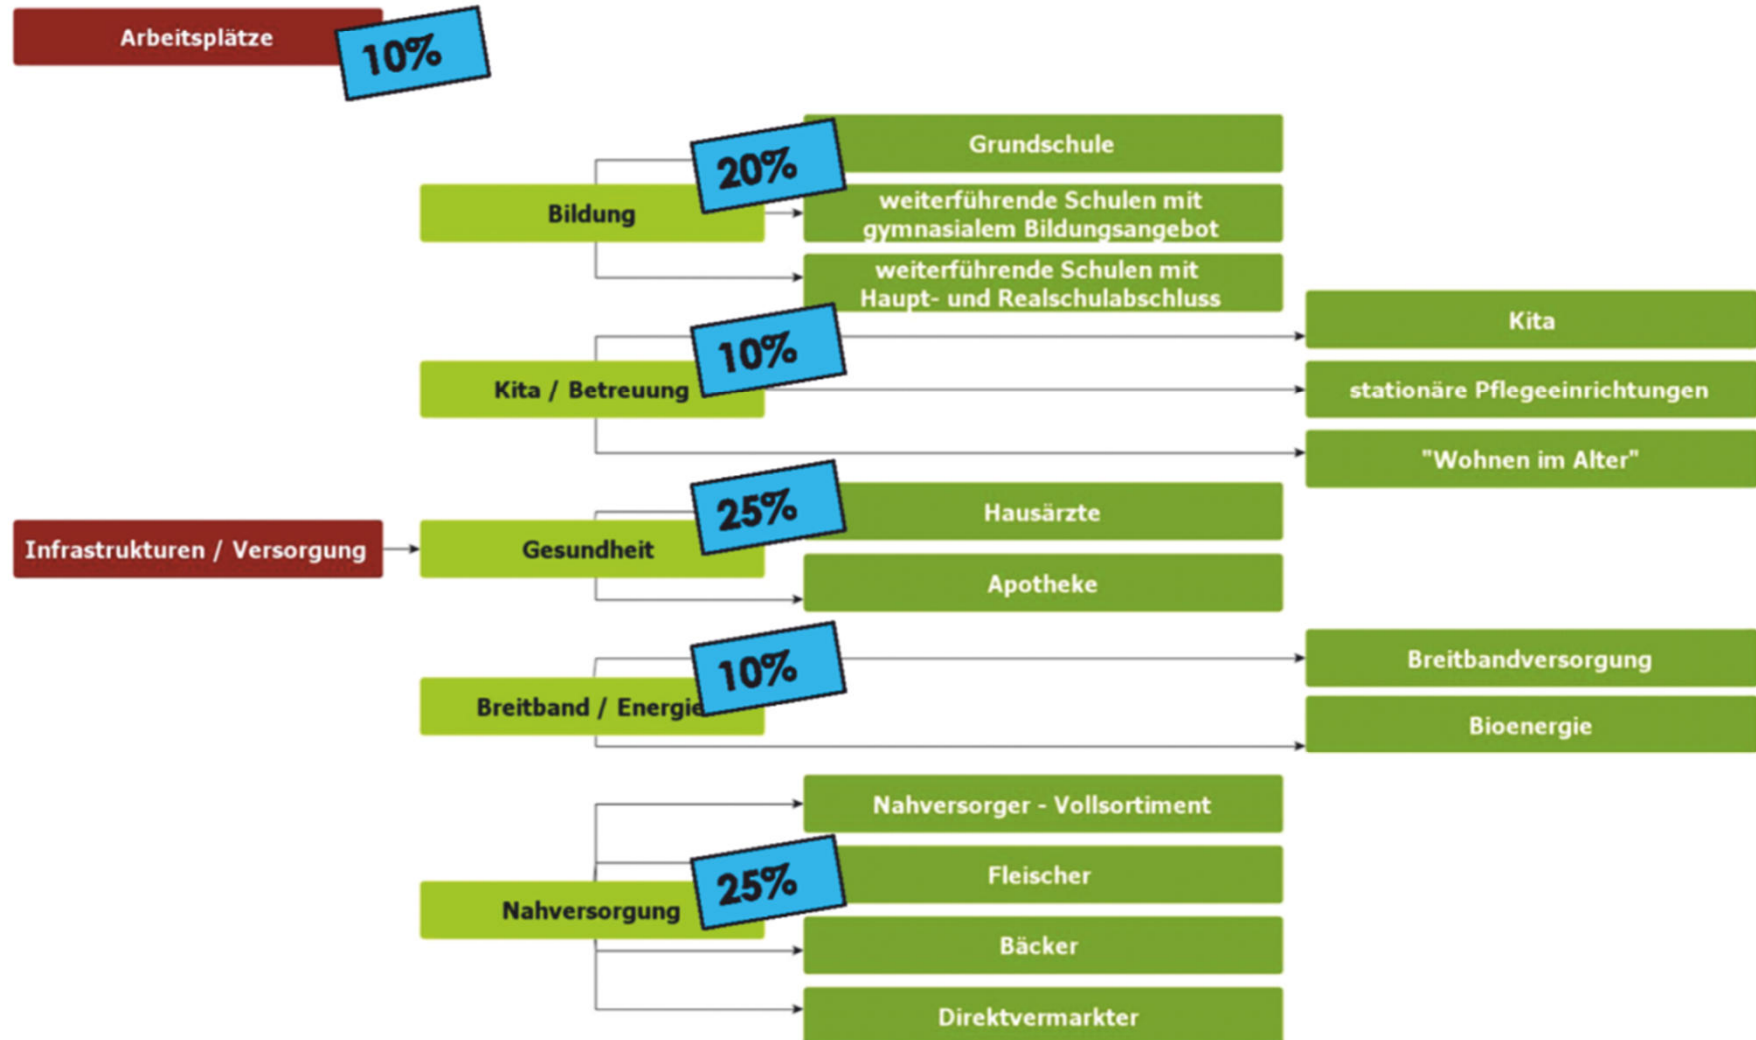 Arbeitsplätze
10%
Bildung
20%
Grundschule
weiterführende Schulen mit
gymnasialem Bildungsangebot
weiterführende Schulen mit
Haupt- und Realschulabschluss
Kita / Betreuung
10%
Kita
stationäre Pflegeeinrichtungen
"Wohnen im Alter"
Infrastrukturen / Versorgung
Gesundheit
25%
Hausärzte
Apotheke
Breitband / Energie
10%
Breitbandversorgung
Bioenergie
Nahversorgung
25%
Nahversorger - Vollsortiment
Fleischer
Bäcker
Direktvermarkter